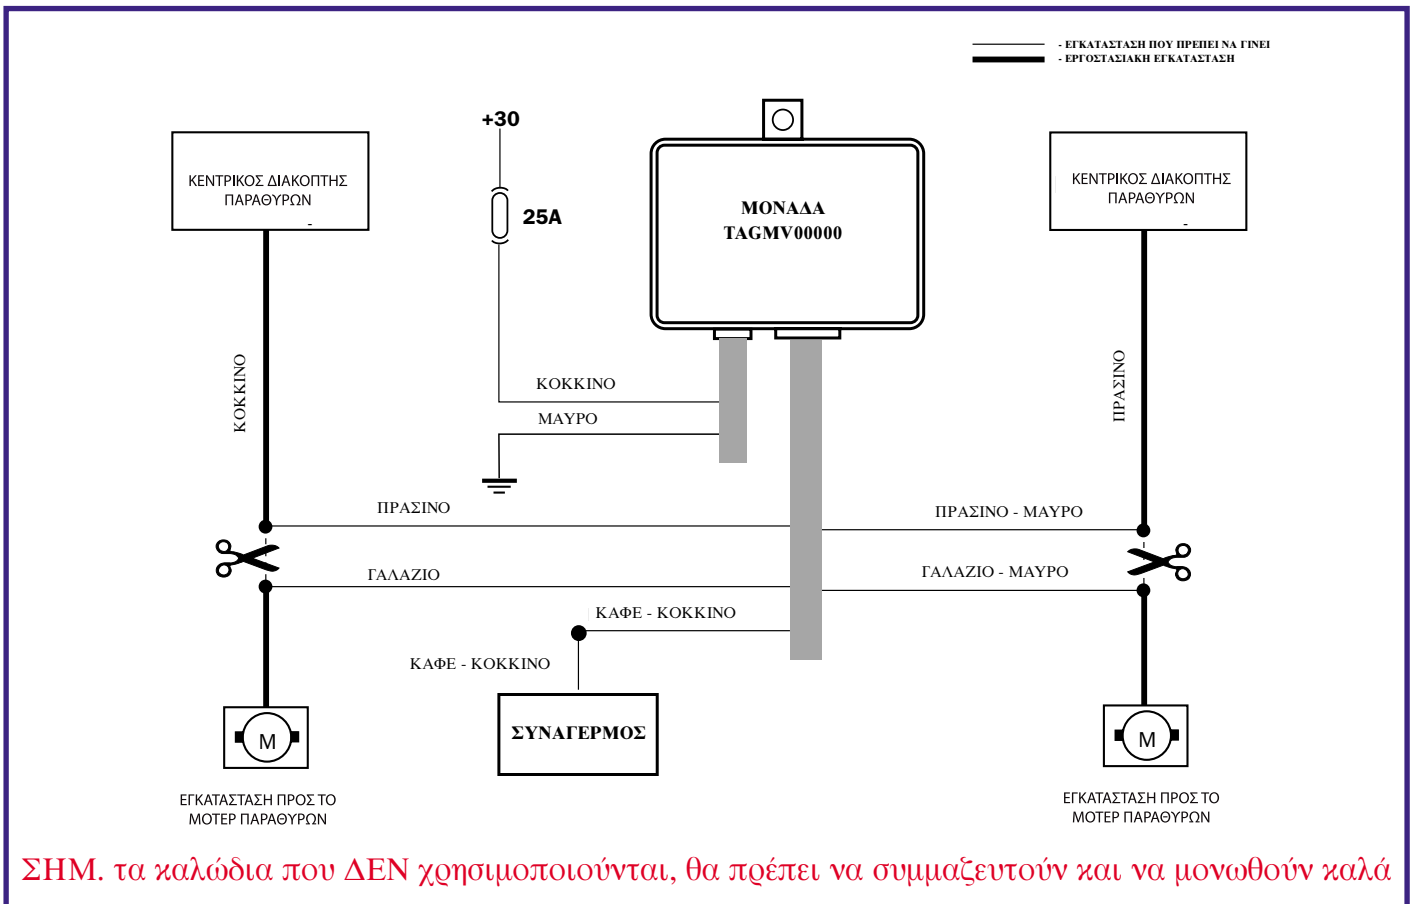 - ΕΓΚΑΤΑΣΤΑΣΗ ΠΟΥ ΠΡΕΠΕΙ ΝΑ ΓΙΝΕΙ
- ΕΡΓΟΣΤΑΣΙΑΚΗ ΕΓΚΑΤΑΣΤΑΣΗ
+30
25A
ΚΕΝΤΡΙΚΟΣ ΔΙΑΚΟΠΤΗΣ
ΠΑΡΑΘΥΡΩΝ
-
ΜΟΝΑΔΑ
TAGMV00000
ΚΕΝΤΡΙΚΟΣ ΔΙΑΚΟΠΤΗΣ
ΠΑΡΑΘΥΡΩΝ
-
ΚΟΚΚΙΝΟ
ΚΟΚΚΙΝΟ
ΜΑΥΡΟ
ΠΡΑΣΙΝΟ
ΠΡΑΣΙΝΟ
ΠΡΑΣΙΝΟ - ΜΑΥΡΟ
ΓΑΛΑΖΙΟ
ΓΑΛΑΖΙΟ - ΜΑΥΡΟ
ΚΑΦΕ - ΚΟΚΚΙΝΟ
ΚΑΦΕ - ΚΟΚΚΙΝΟ
ΣΥΝΑΓΕΡΜΟΣ
M
M
ΕΓΚΑΤΑΣΤΑΣΗ ΠΡΟΣ ΤΟ
ΜΟΤΕΡ ΠΑΡΑΘΥΡΩΝ
ΕΓΚΑΤΑΣΤΑΣΗ ΠΡΟΣ ΤΟ
ΜΟΤΕΡ ΠΑΡΑΘΥΡΩΝ
ΣΗΜ. τα καλώδια που ΔΕΝ χρησιμοποιούνται, θα πρέπει να συμμαζευτούν και να μονωθούν καλά